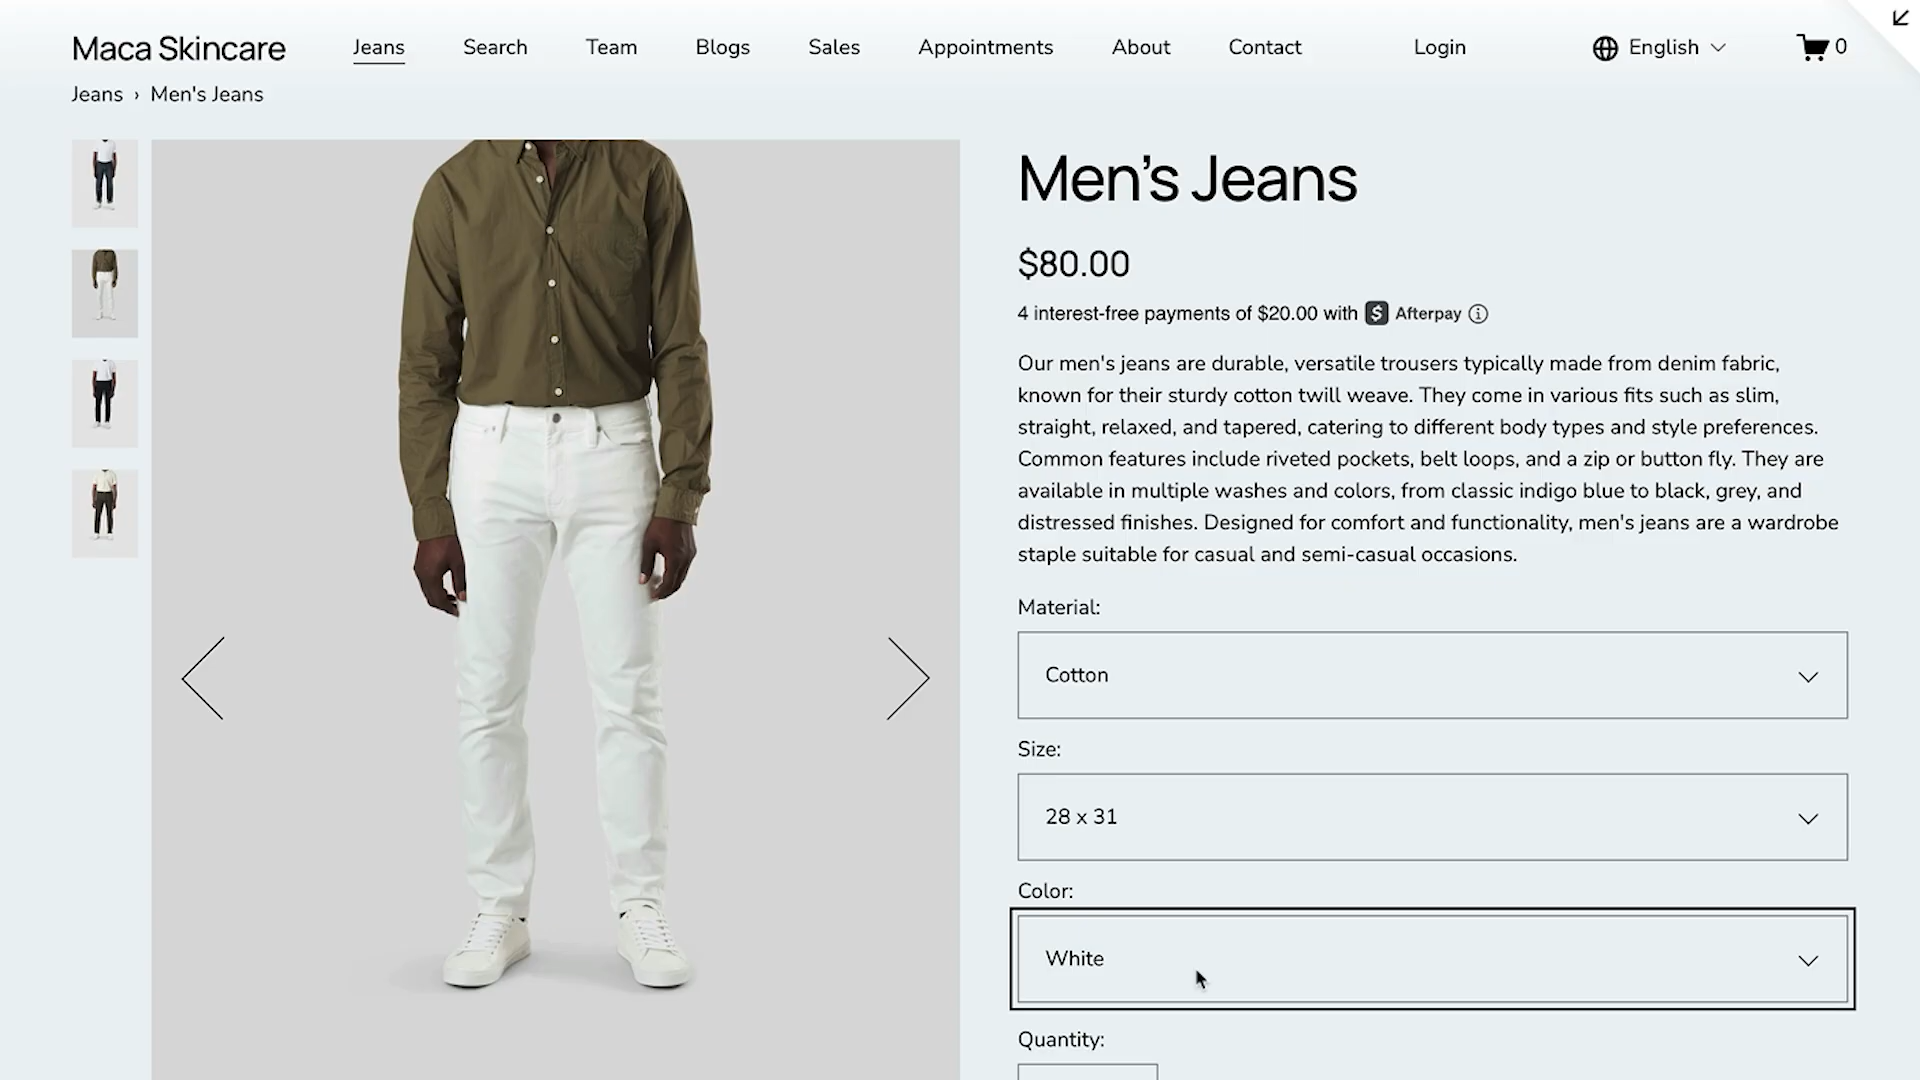 Maca Skincare Jeans Search Team Blogs Sales Appointments About Contact Login English 0
Jeans › Men's Jeans
Men’s Jeans
$80.00
4 interest-free payments of $20.00 with Afterpay
Our men's jeans are durable, versatile trousers typically made from denim fabric,
known for their sturdy cotton twill weave. They come in various fits such as slim,
straight, relaxed, and tapered, catering to different body types and style preferences.
Common features include riveted pockets, belt loops, and a zip or button fly. They are
available in multiple washes and colors, from classic indigo blue to black, grey, and
distressed finishes. Designed for comfort and functionality, men's jeans are a wardrobe
staple suitable for casual and semi-casual occasions.
Material:
Cotton
Size:
28 x 31
Color:
White
Quantity: